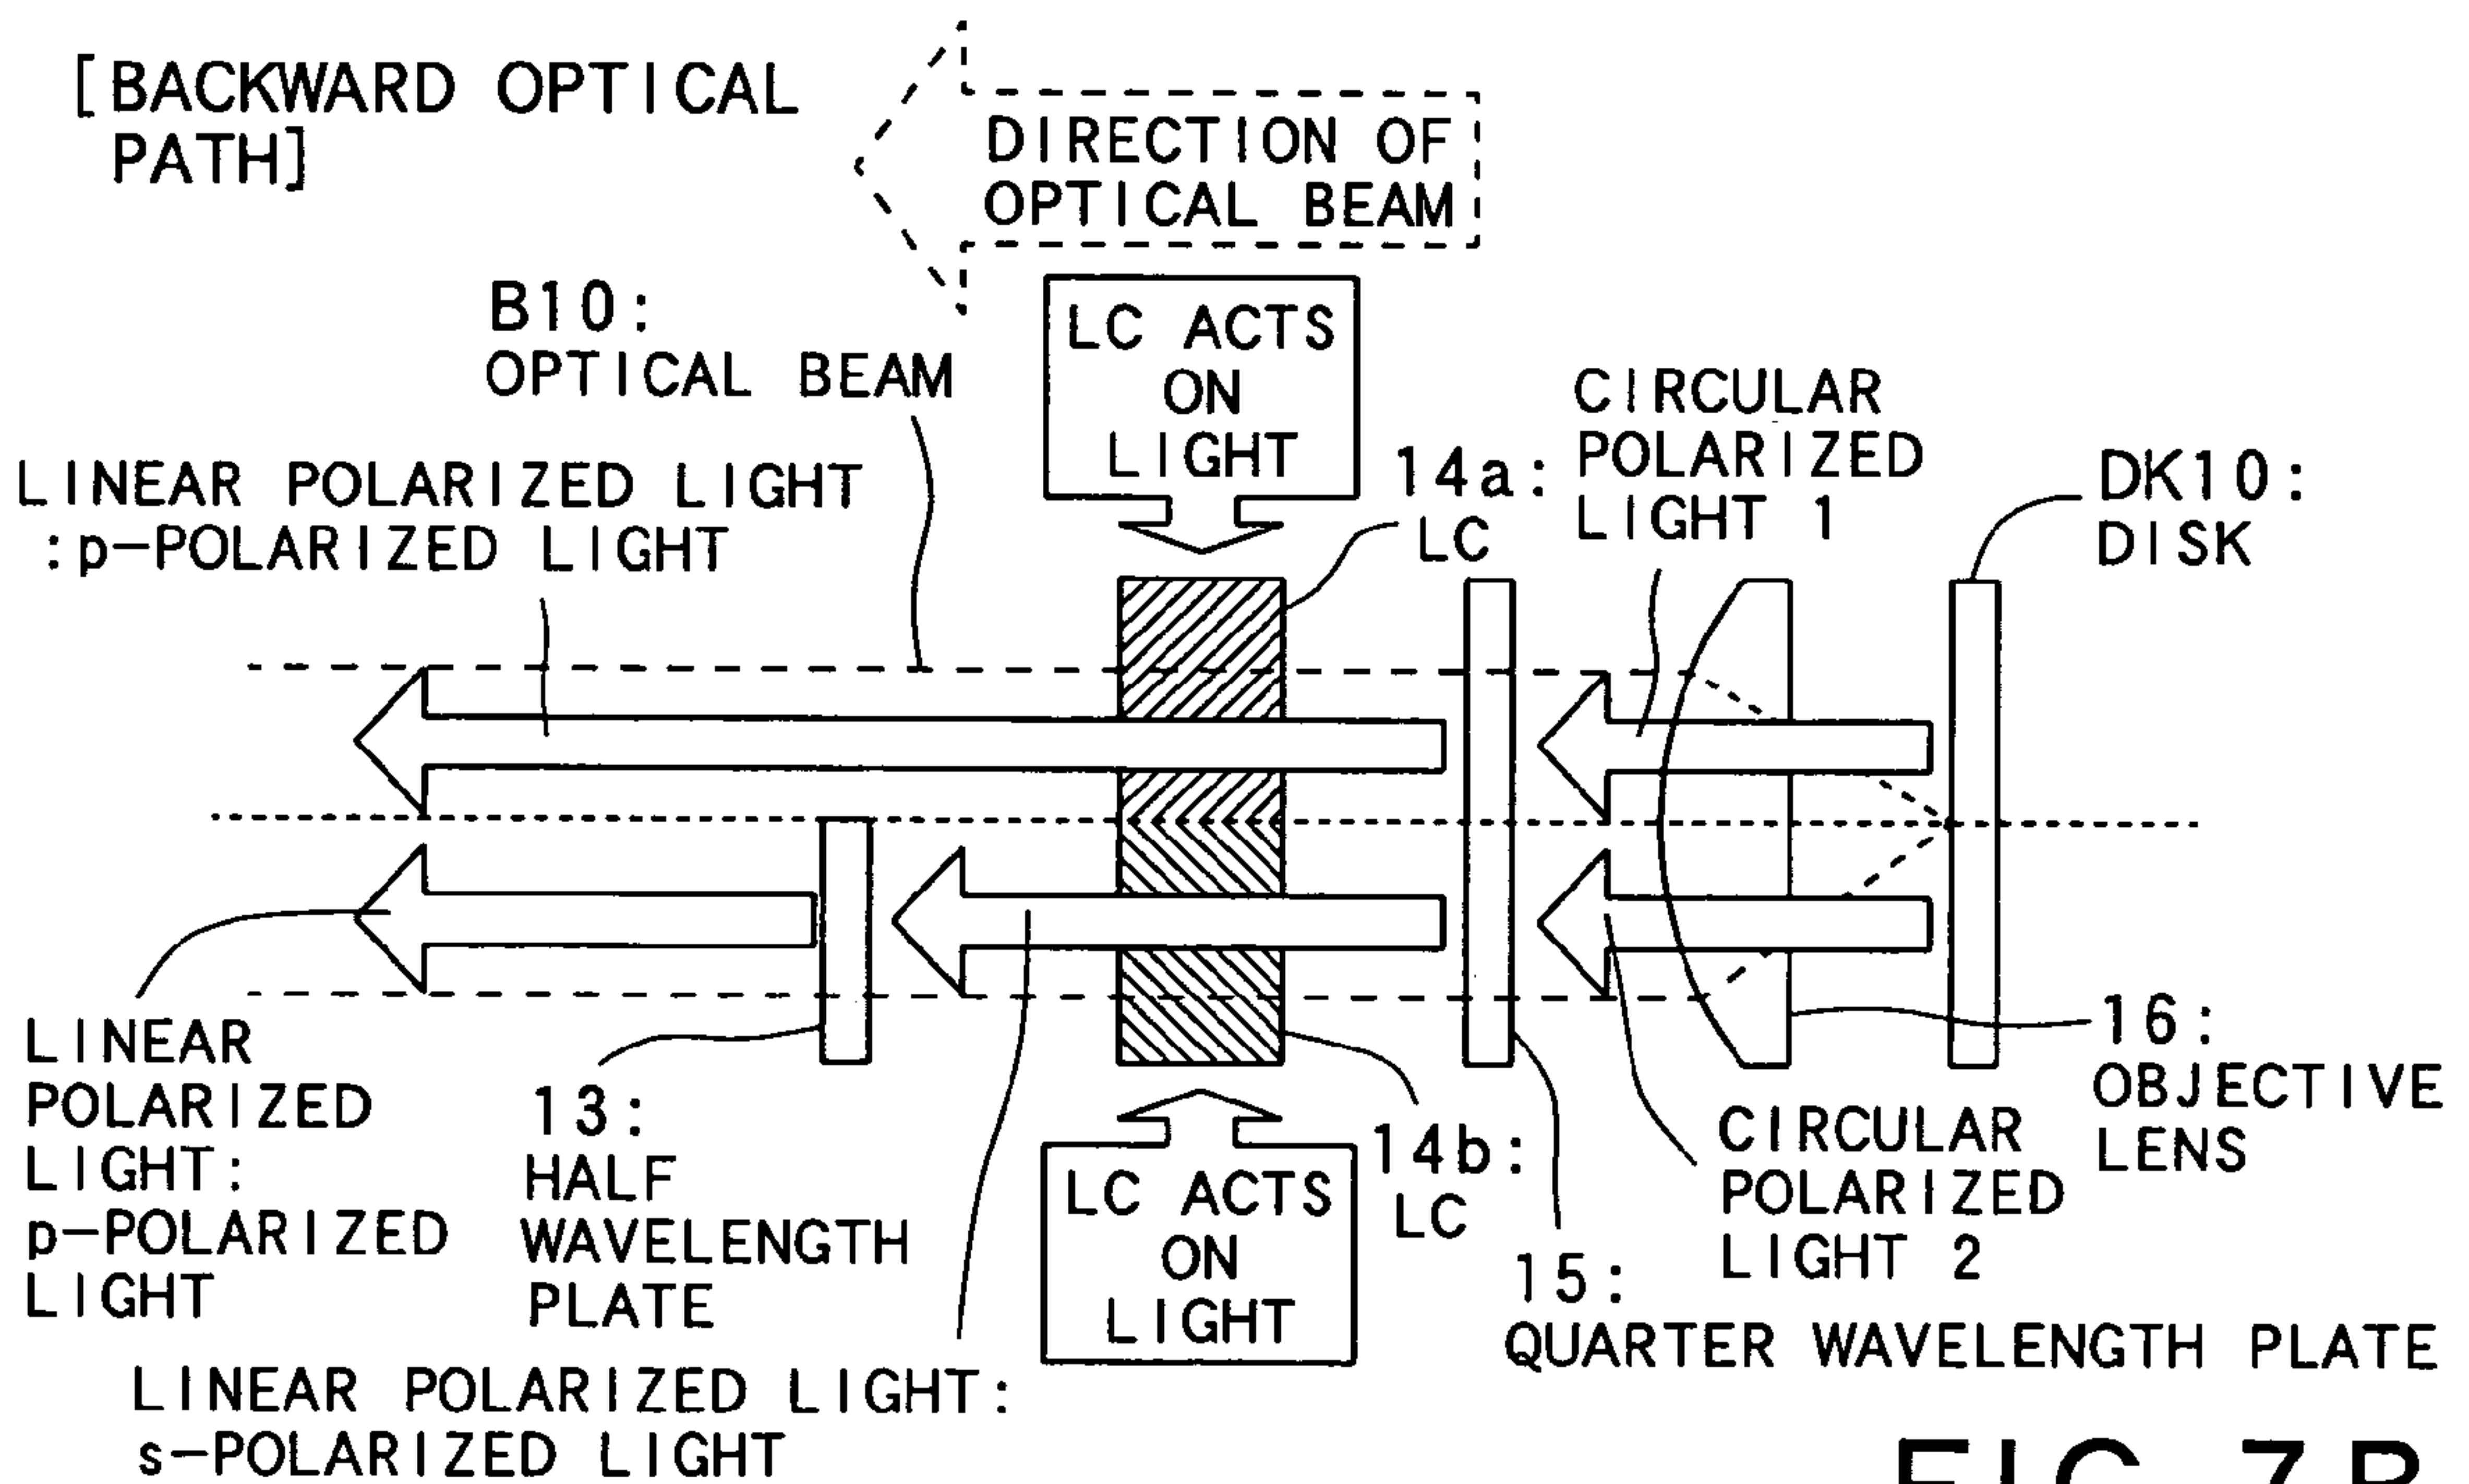 [BACKWARD OPTICAL
PATH]
DIRECTION OF
OPTICAL BEAM
B10:
OPTICAL BEAM
LC ACTS
ON
LIGHT
LINEAR POLARIZED LIGHT
:p-POLARIZED LIGHT
14a:
LC
CIRCULAR
POLARIZED
LIGHT 1
DK10:
DISK
LINEAR
POLARIZED
LIGHT:
p-POLARIZED
LIGHT
13:
HALF
WAVELENGTH
PLATE
LINEAR POLARIZED LIGHT:
s-POLARIZED LIGHT
LC ACTS
ON
LIGHT
14b:
LC
15:
QUARTER WAVELENGTH PLATE
CIRCULAR
POLARIZED
LIGHT 2
16:
OBJECTIVE
LENS
FIG.7B